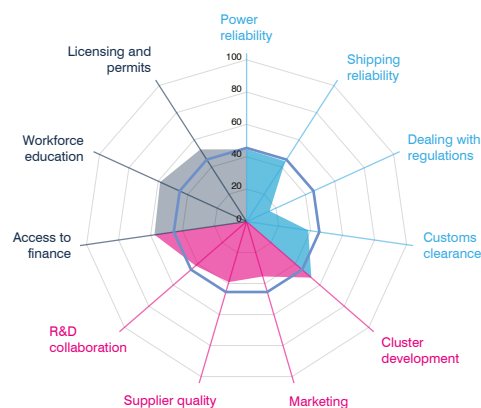 Power
reliability
Licensing and
permits
Shipping
reliability
Workforce
education
Dealing with
regulations
Access to
finance
Customs
clearance
R&D
collaboration
Cluster
development
Supplier quality
Marketing
100
80
60
40
20
0